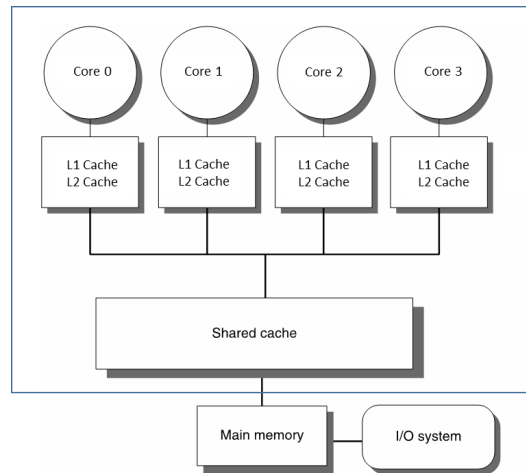 Core 0
Core 1
Core 2
Core 3
L1 Cache
L2 Cache
L1 Cache
L2 Cache
L1 Cache
L2 Cache
L1 Cache
L2 Cache
Shared cache
Main memory
I/O system